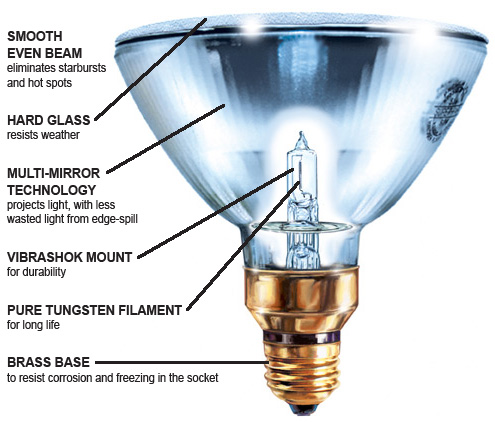 SMOOTH
EVEN BEAM
eliminates starbursts
and hot spots
HARD GLASS
resists weather
MULTI-MIRROR
TECHNOLOGY
projects light, with less
wasted light from edge-spill
VIBRASHOK MOUNT
for durability
PURE TUNGSTEN FILAMENT
for long life
BRASS BASE
to resist corrosion and freezing in the socket